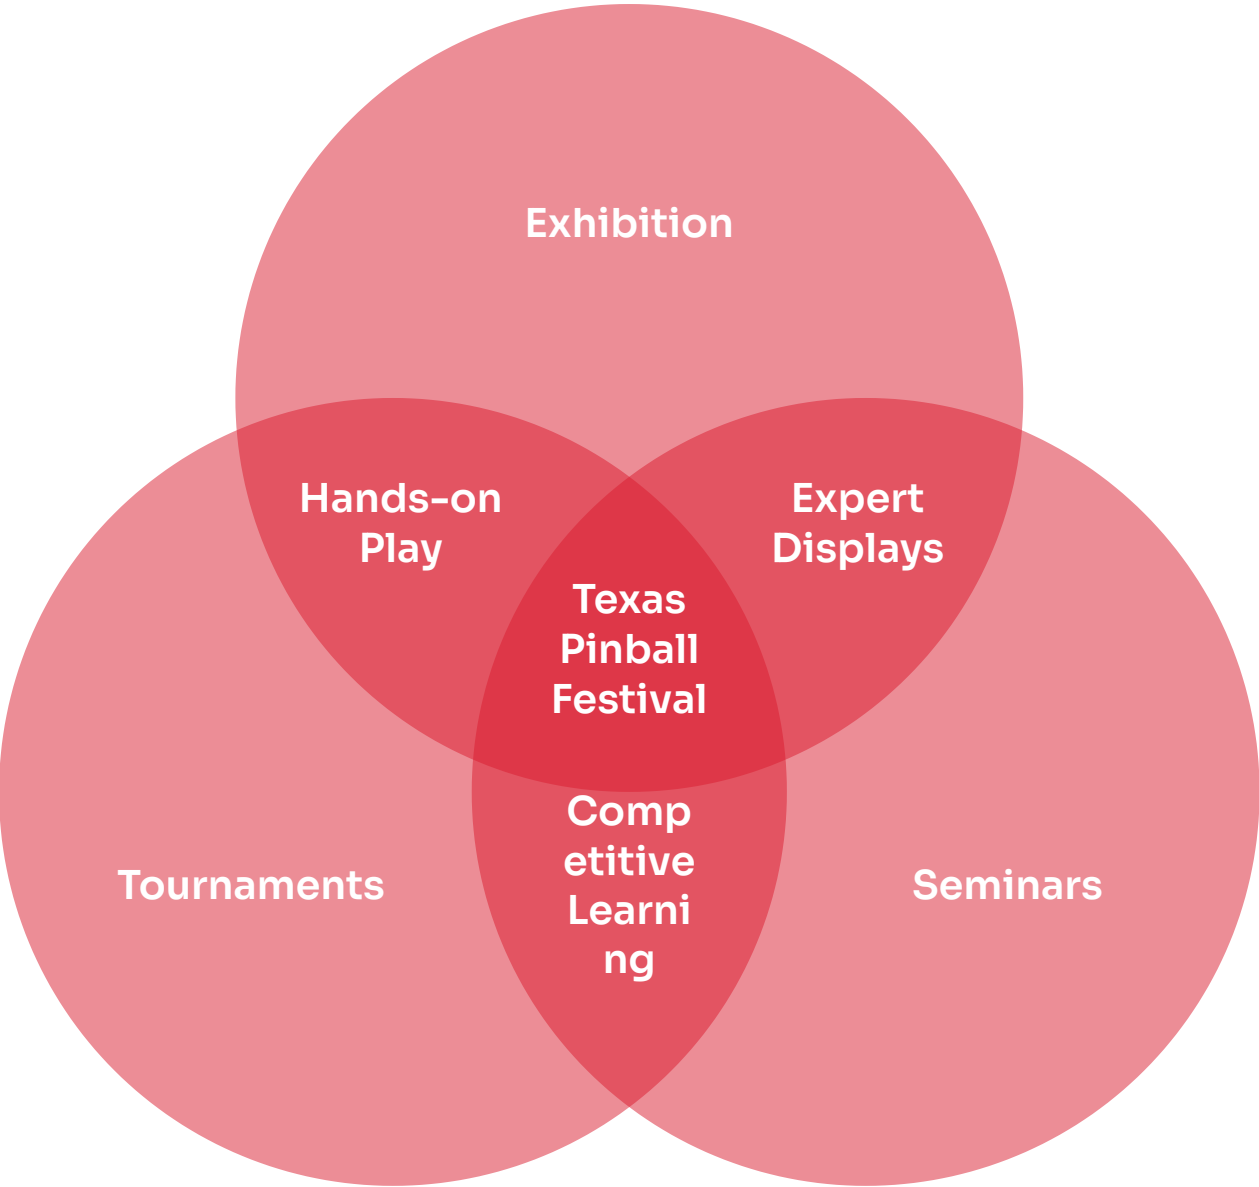 Exhibition
Hands-on
Play
Expert
Displays
Texas
Pinball
Festival
Tournaments
Comp
etitive
Learni
ng
Seminars